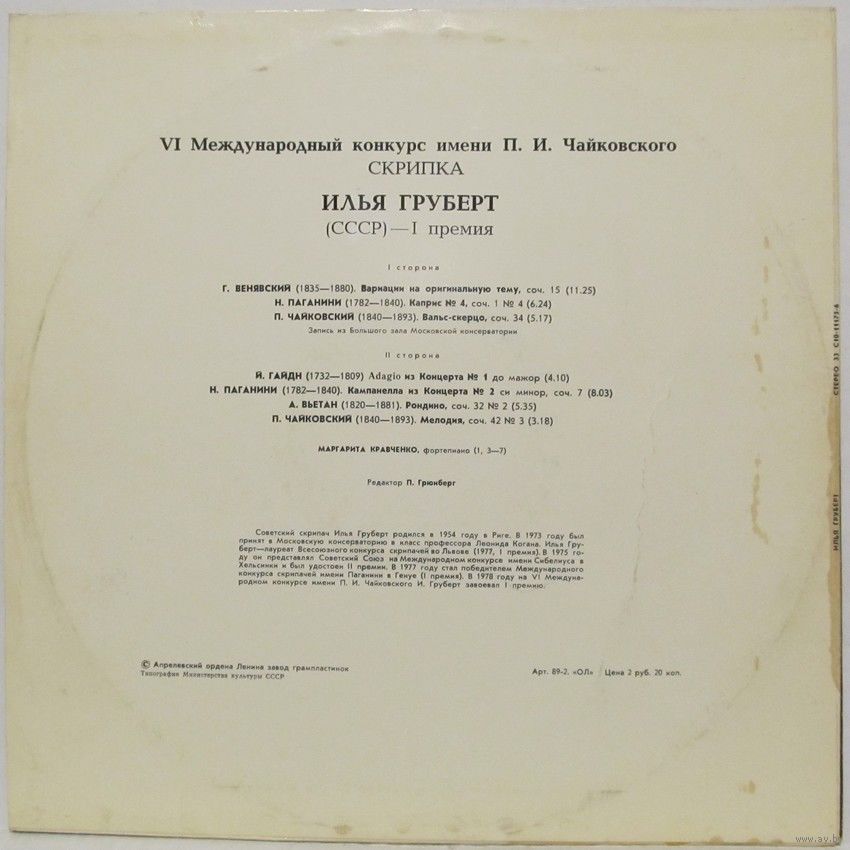 VI Международный конкурс имени П. И. Чайковского
СКРИПКА
ИЛЬЯ ГРУБЕРТ
(СССР)—I премия
I сторона
Г. ВЕНЯВСКИЙ (1835—1880). Вариации на оригинальную тему, соч. 15 (11.25)
Н. ПАГАНИНИ (1782—1840). Каприс № 4, соч. 1 № 4 (6.24)
П. ЧАЙКОВСКИЙ (1840—1893). Вальс-скерцо, соч. 34 (5.17)
Запись из Большого зала Московской консерватории
II сторона
Й. ГАЙДН (1732—1809) Adagio из Концерта № 1 до мажор (4.10)
Н. ПАГАНИНИ (1782—1840). Кампанелла из Концерта № 2 си минор, соч. 7 (8.03)
А. ВЬЕТАН (1820—1881). Рондино, соч. 32 № 2 (5.35)
П. ЧАЙКОВСКИЙ (1840—1893). Мелодия, соч. 42 № 3 (3.18)
МАРГАРИТА КРАВЧЕНКО, фортепиано (1, 3—7)
Редактор П. Грюнберг
Советский скрипач Илья Груберт родился в 1954 году в Риге. В 1973 году был
принят в Московскую консерваторию в класс профессора Леонида Когана. Илья Гру-
берт—лауреат Всесоюзного конкурса скрипачей во Львове (1977, I премия). В 1975 го-
ду он представлял Советский Союз на Международном конкурсе имени Сибелиуса в
Хельсинки и был удостоен II премии. В 1977 году стал победителем Международного
конкурса скрипачей имени Паганини в Генуе (I премия). В 1978 году на VI Междуна-
родном конкурсе имени П. И. Чайковского И. Груберт завоевал I премию.
© Апрелевский ордена Ленина завод грампластинок
Типография Министерства культуры СССР
Арт. 89-2. «ОЛ» Цена 2 руб. 20 коп.
СТЕРЕО 33 С10-11175-6
ИЛЬЯ ГРУБЕРТ